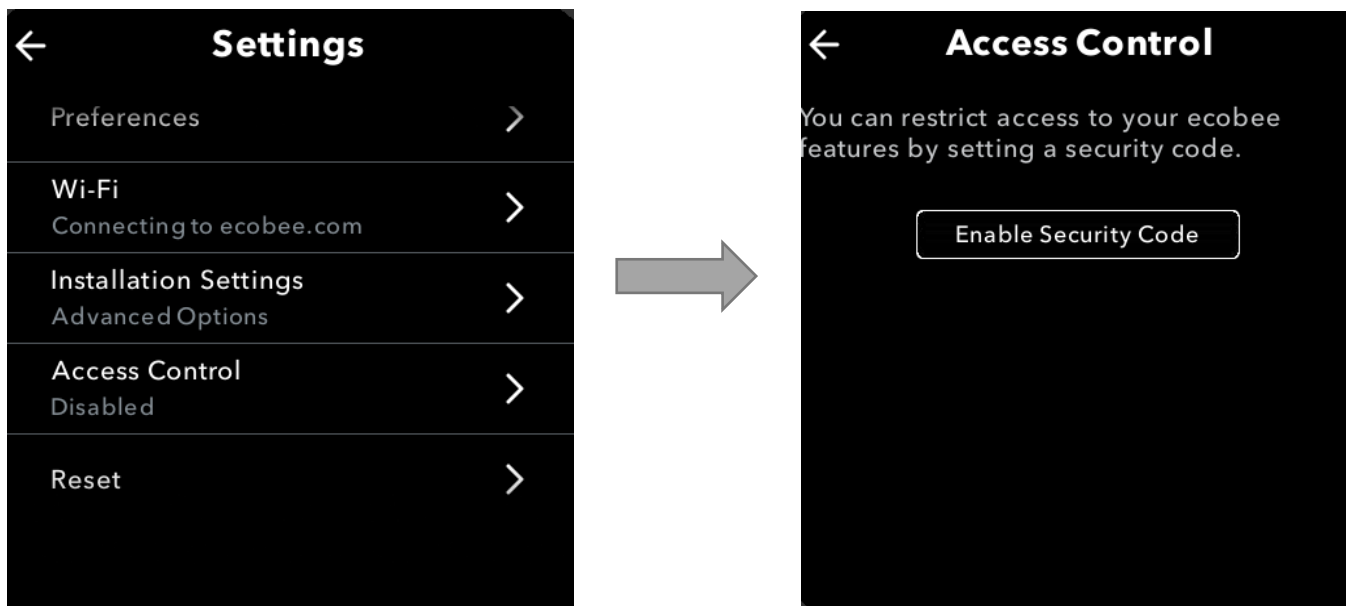 Settings
Preferences
Wi-Fi
Connecting to ecobee.com
Installation Settings
Advanced Options
Access Control
Disabled
Reset
Access Control
You can restrict access to your ecobee
features by setting a security code.
Enable Security Code